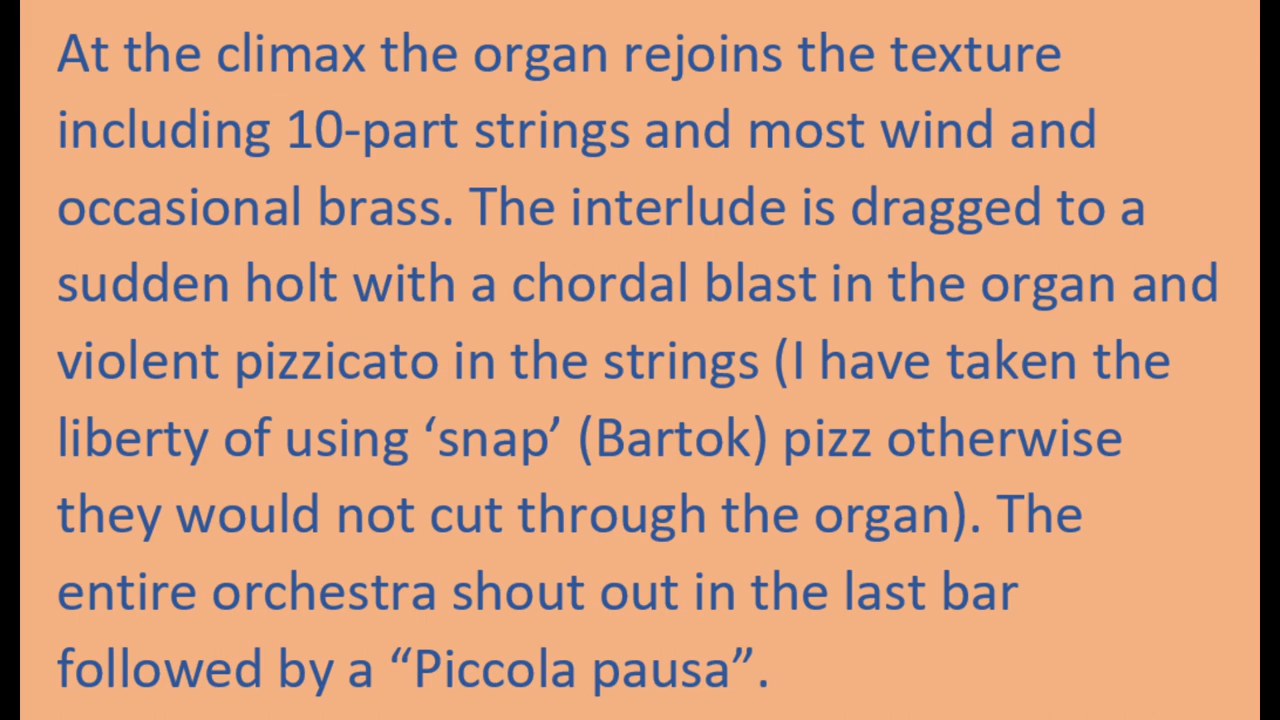 At the climax the organ rejoins the texture
including 10-part strings and most wind and
occasional brass. The interlude is dragged to a
sudden holt with a chordal blast in the organ and
violent pizzicato in the strings (I have taken the
liberty of using ‘snap’ (Bartok) pizz otherwise
they would not cut through the organ). The
entire orchestra shout out in the last bar
followed by a “Piccola pausa”.